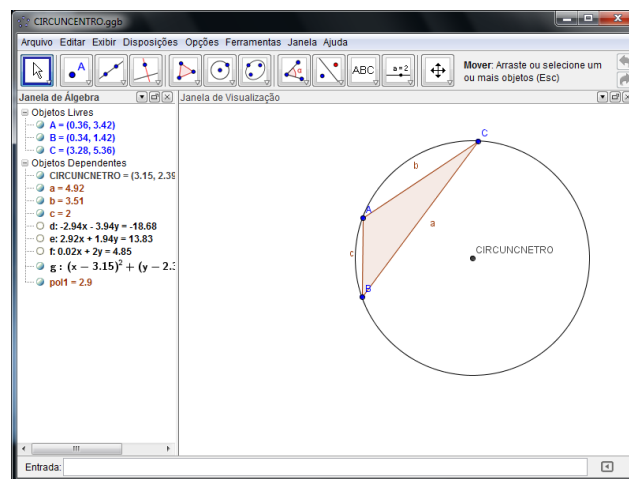 CIRCUNCENTRO.ggb
Arquivo Editar Exibir Disposições Opções Ferramentas Janela Ajuda
A
ABC
a = 2
Mover: Arraste ou selecione um
ou mais objetos (Esc)
Janela de Álgebra
Janela de Visualização
Objetos Livres
A = (0.36, 3.42)
B = (0.34, 1.42)
C = (3.28, 5.36)
Objetos Dependentes
CIRCUNCNETRO = (3.15, 2.39
a = 4.92
b = 3.51
c = 2
d: -2.94x - 3.94y = -18.68
e: 2.92x + 1.94y = 13.83
f: 0.02x + 2y = 4.85
g : (x − 3.15)² + (y − 2.3
pol1 = 2.9
C
b
A
a
c
CIRCUNCNETRO
B
Entrada: